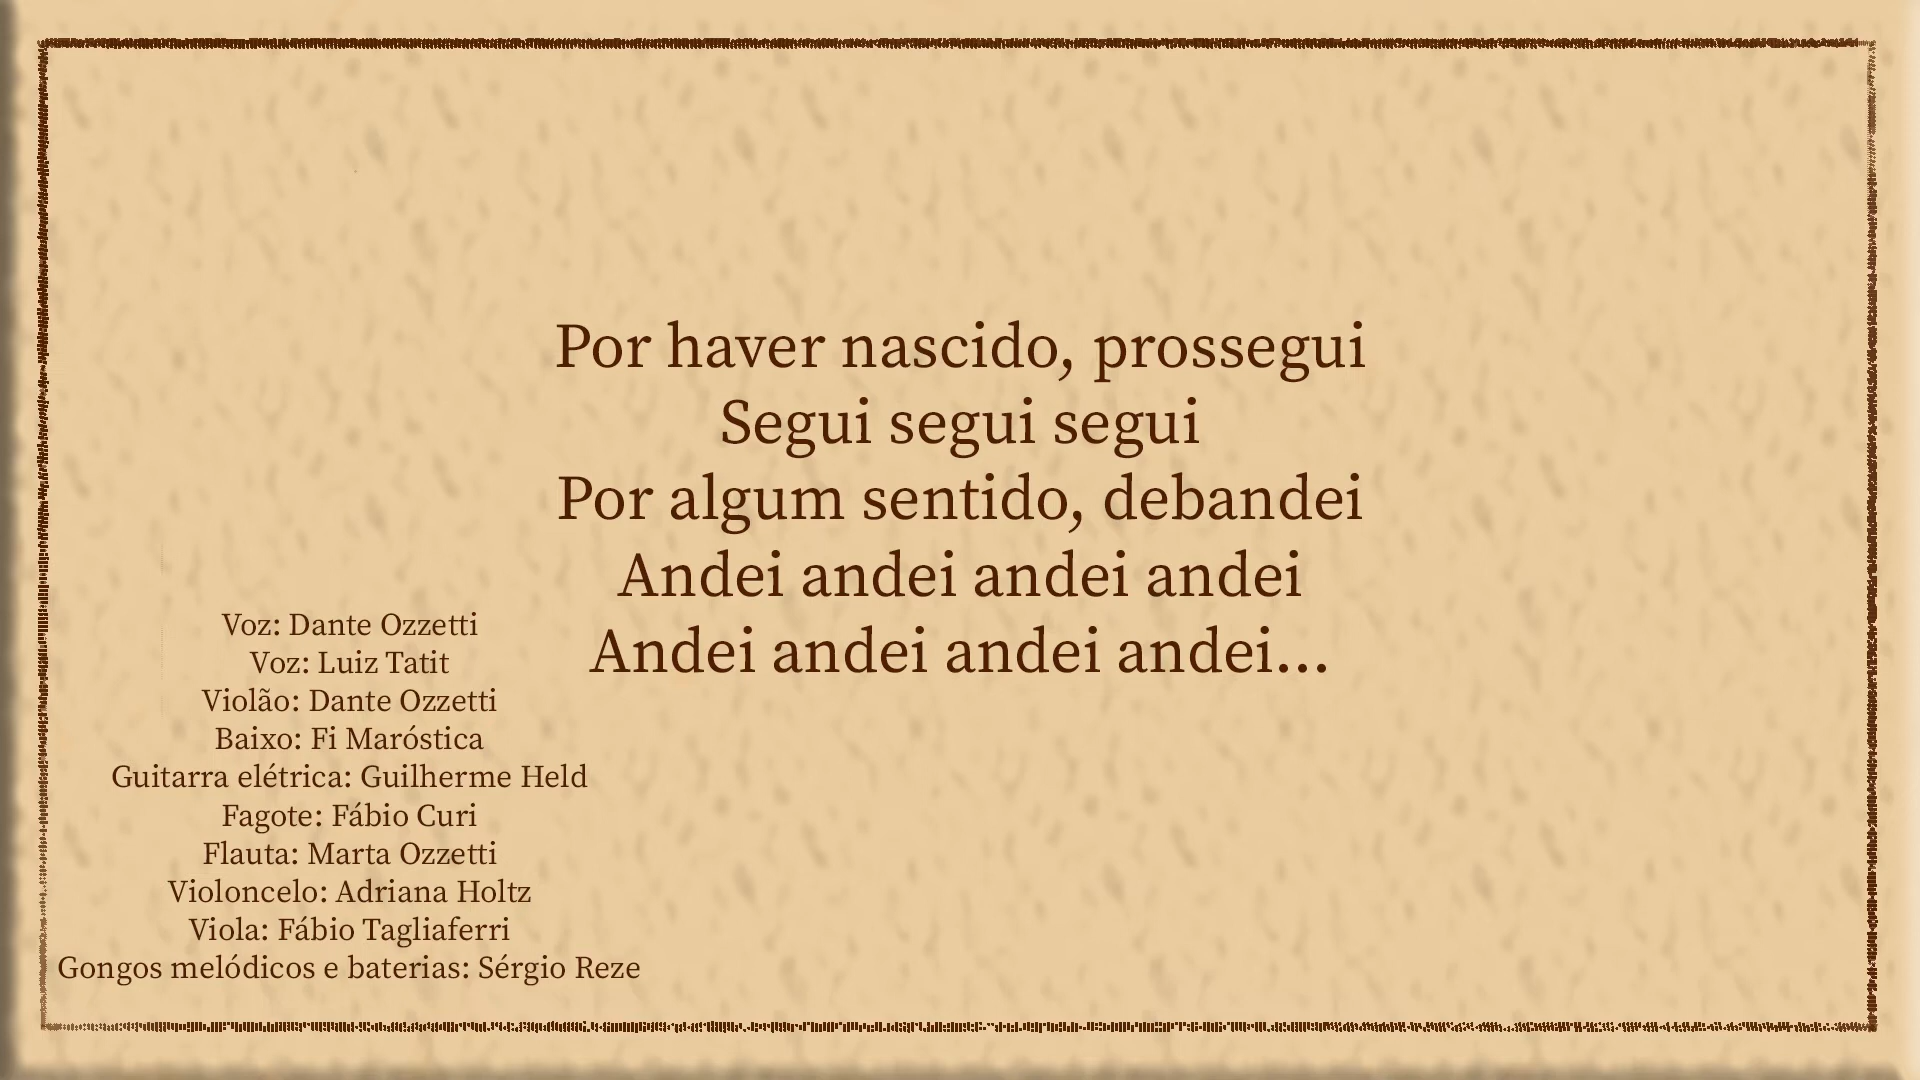 Por haver nascido, prossegui
Segui segui segui
Por algum sentido, debandei
Andei andei andei andei
Andei andei andei andei...
Voz: Dante Ozzetti
Voz: Luiz Tatit
Violão: Dante Ozzetti
Baixo: Fi Maróstica
Guitarra elétrica: Guilherme Held
Fagote: Fábio Curi
Flauta: Marta Ozzetti
Violoncelo: Adriana Holtz
Viola: Fábio Tagliaferri
Gongos melódicos e baterias: Sérgio Reze